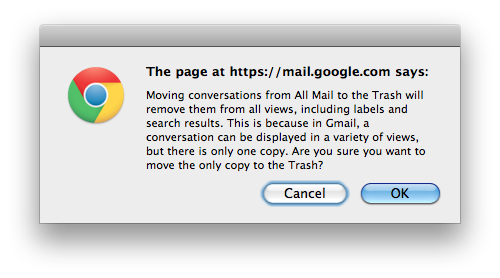 The page at https://mail.google.com says:
Moving conversations from All Mail to the Trash will
remove them from all views, including labels and
search results. This is because in Gmail, a
conversation can be displayed in a variety of views,
but there is only one copy. Are you sure you want to
move the only copy to the Trash?
Cancel
OK